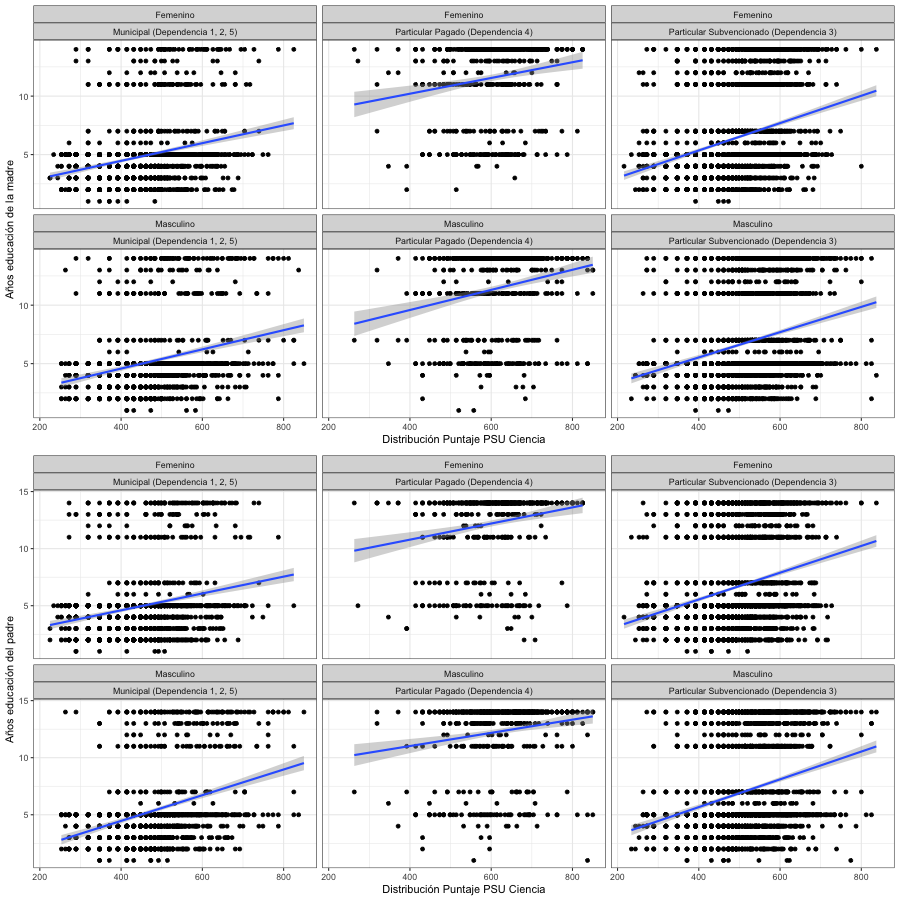 Femenino Femenino Femenino
Municipal (Dependencia 1, 2, 5) Particular Pagado (Dependencia 4) Particular Subvencionado (Dependencia 3)
10
5
Masculino Masculino Masculino
Municipal (Dependencia 1, 2, 5) Particular Pagado (Dependencia 4) Particular Subvencionado (Dependencia 3)
10
5
Años educación de la madre
200 400 600 800 200 400 600 800 200 400 600 800
Distribución Puntaje PSU Ciencia
Femenino Femenino Femenino
Municipal (Dependencia 1, 2, 5) Particular Pagado (Dependencia 4) Particular Subvencionado (Dependencia 3)
15
10
5
Masculino Masculino Masculino
Municipal (Dependencia 1, 2, 5) Particular Pagado (Dependencia 4) Particular Subvencionado (Dependencia 3)
15
10
5
Años educación del padre
200 400 600 800 200 400 600 800 200 400 600 800
Distribución Puntaje PSU Ciencia